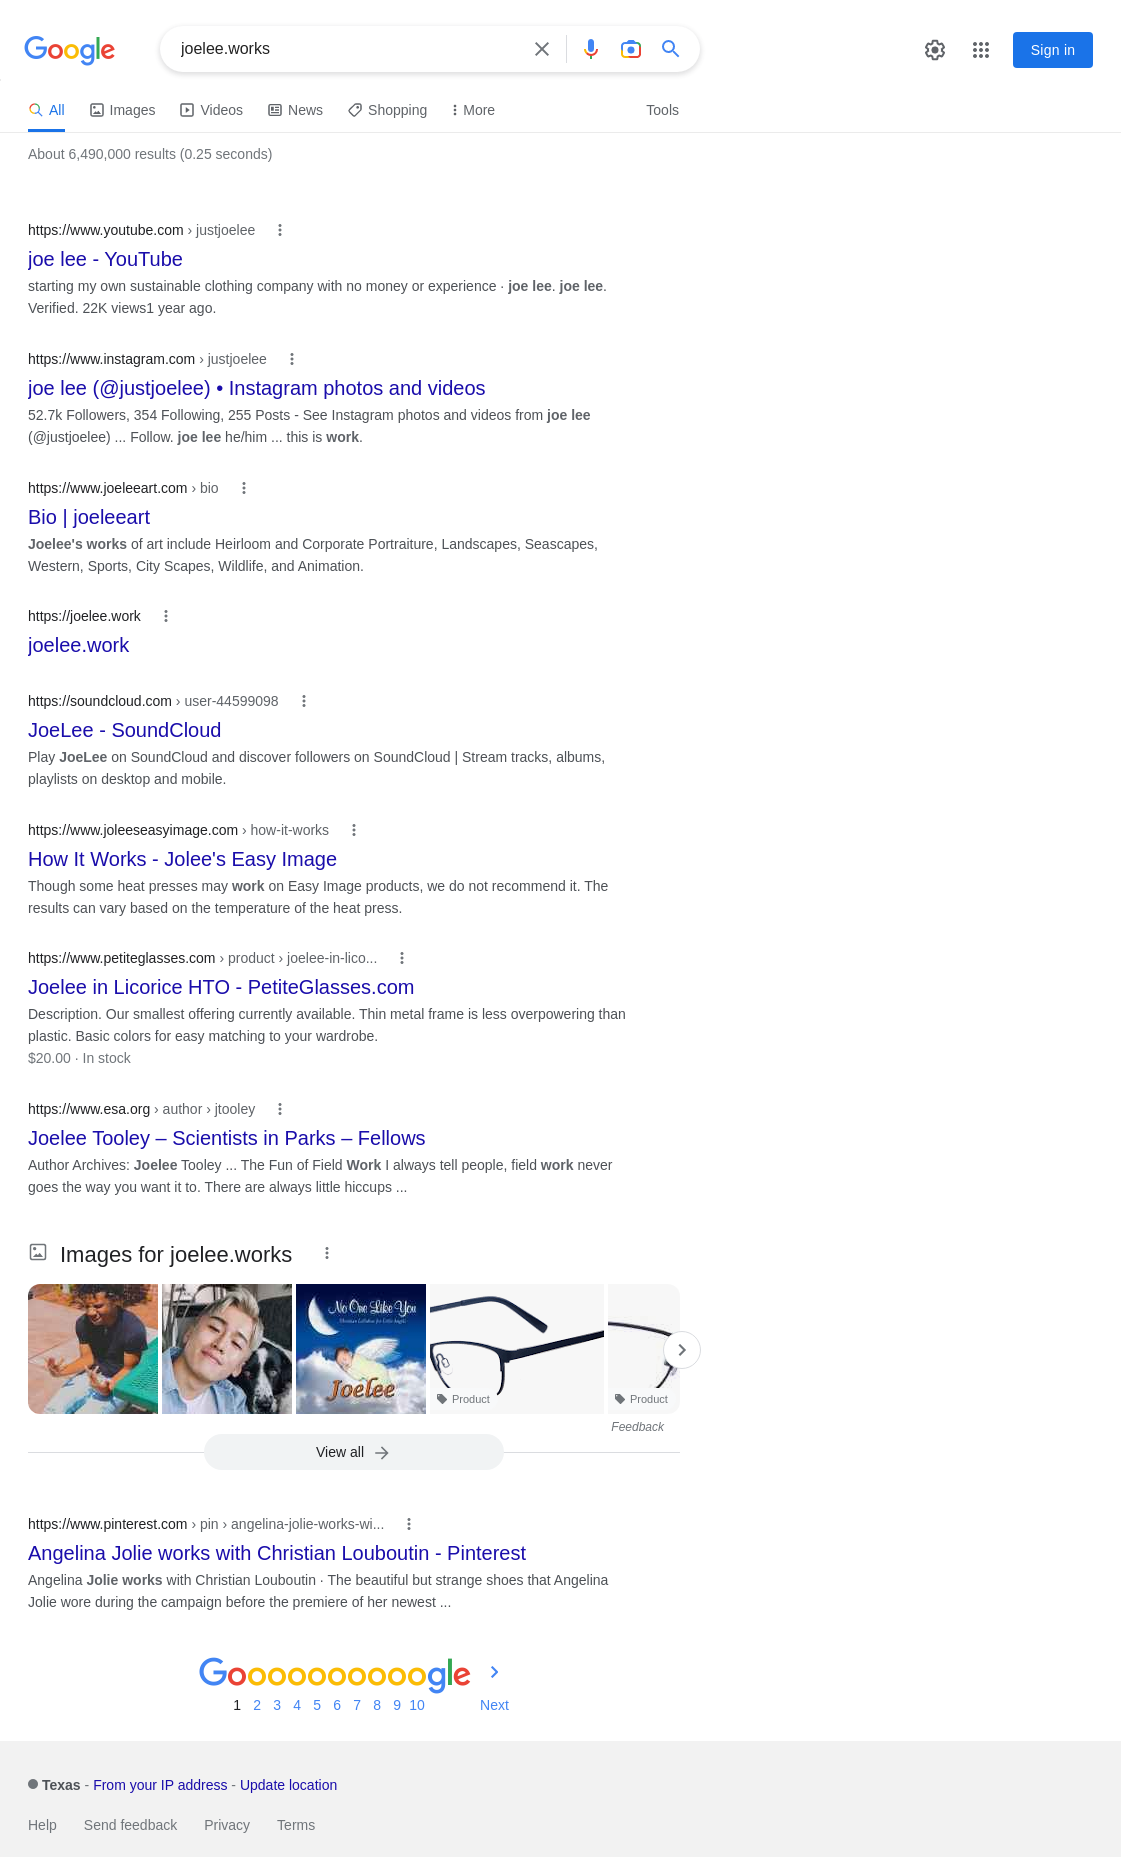 Google
joelee.works
Sign in
All
Images
Videos
News
Shopping
More
Tools
About 6,490,000 results (0.25 seconds)
https://www.youtube.com › justjoelee
joe lee - YouTube
starting my own sustainable clothing company with no money or experience · joe lee. joe lee.
Verified. 22K views1 year ago.
https://www.instagram.com › justjoelee
joe lee (@justjoelee) • Instagram photos and videos
52.7k Followers, 354 Following, 255 Posts - See Instagram photos and videos from joe lee
(@justjoelee) ... Follow. joe lee he/him ... this is work.
https://www.joeleeart.com › bio
Bio | joeleeart
Joelee's works of art include Heirloom and Corporate Portraiture, Landscapes, Seascapes,
Western, Sports, City Scapes, Wildlife, and Animation.
https://joelee.work
joelee.work
https://soundcloud.com › user-44599098
JoeLee - SoundCloud
Play JoeLee on SoundCloud and discover followers on SoundCloud | Stream tracks, albums,
playlists on desktop and mobile.
https://www.joleeseasyimage.com › how-it-works
How It Works - Jolee's Easy Image
Though some heat presses may work on Easy Image products, we do not recommend it. The
results can vary based on the temperature of the heat press.
https://www.petiteglasses.com › product › joelee-in-lico...
Joelee in Licorice HTO - PetiteGlasses.com
Description. Our smallest offering currently available. Thin metal frame is less overpowering than
plastic. Basic colors for easy matching to your wardrobe.
$20.00 · In stock
https://www.esa.org › author › jtooley
Joelee Tooley – Scientists in Parks – Fellows
Author Archives: Joelee Tooley ... The Fun of Field Work I always tell people, field work never
goes the way you want it to. There are always little hiccups ...
Images for joelee.works
No One Like You
Christian Lullabies for Little Angels
Joelee
Product
Product
Feedback
View all
https://www.pinterest.com › pin › angelina-jolie-works-wi...
Angelina Jolie works with Christian Louboutin - Pinterest
Angelina Jolie works with Christian Louboutin · The beautiful but strange shoes that Angelina
Jolie wore during the campaign before the premiere of her newest ...
Goooooooooogle
1 2 3 4 5 6 7 8 9 10 Next
Texas - From your IP address - Update location
Help
Send feedback
Privacy
Terms